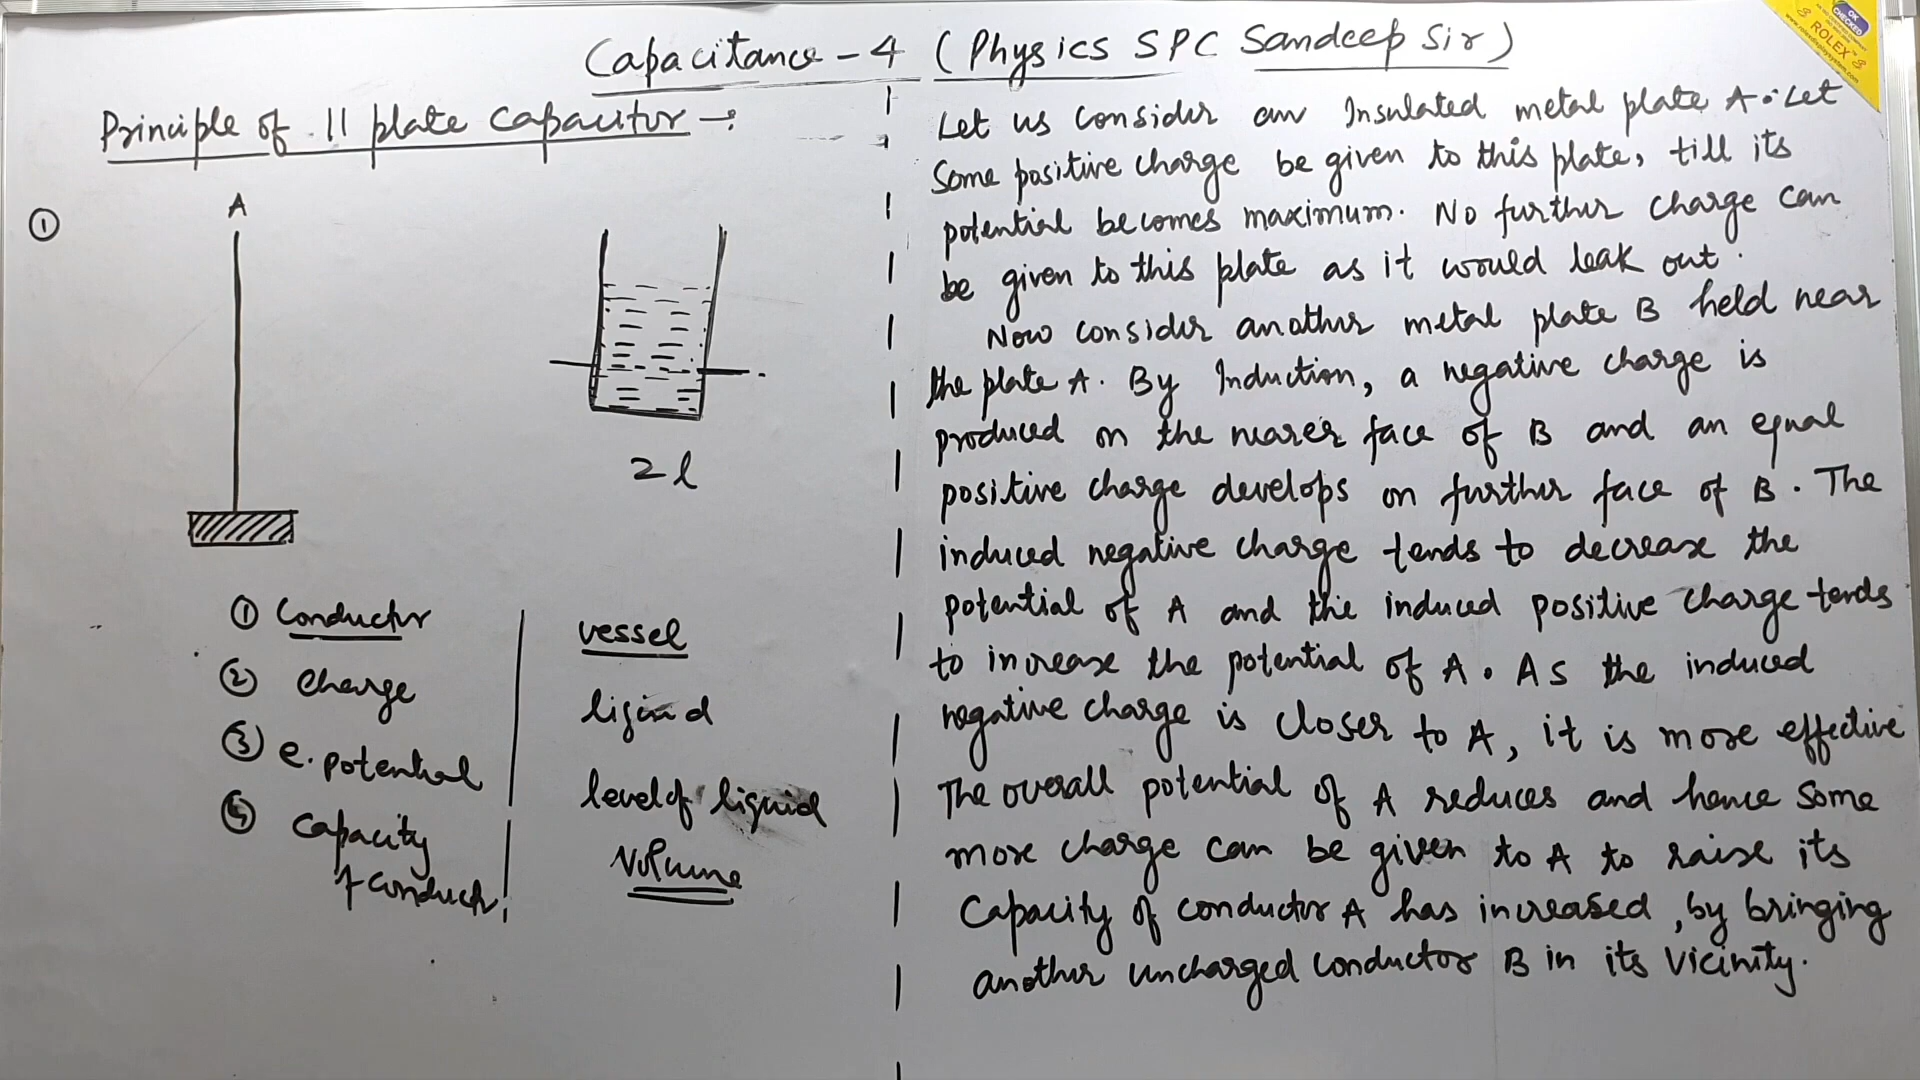 Capacitance - 4 (Physics SPC Sandeep Sir)
Principle of || plate capacitor →:
①
A
2 l
① Conductor
② Charge
③ e. potential
④ Capacity
of conduct
vessel
liquid
level of liquid
Volume
Let us consider an Insulated metal plate A. Let
Some positive charge be given to this plate, till its
potential becomes maximum. No further charge can
be given to this plate as it would leak out.
Now consider another metal plate B held near
the plate A. By Induction, a negative charge is
produced on the nearer face of B and an equal
positive charge develops on further face of B. The
induced negative charge tends to decrease the
potential of A and the induced positive charge tends
to increase the potential of A. As the induced
negative charge is closer to A, it is more effective
The overall potential of A reduces and hence some
more charge can be given to A to raise its
Capacity of conductor A has increased, by bringing
another uncharged conductor B in its vicinity.
OK
CHECKED
ROLEX